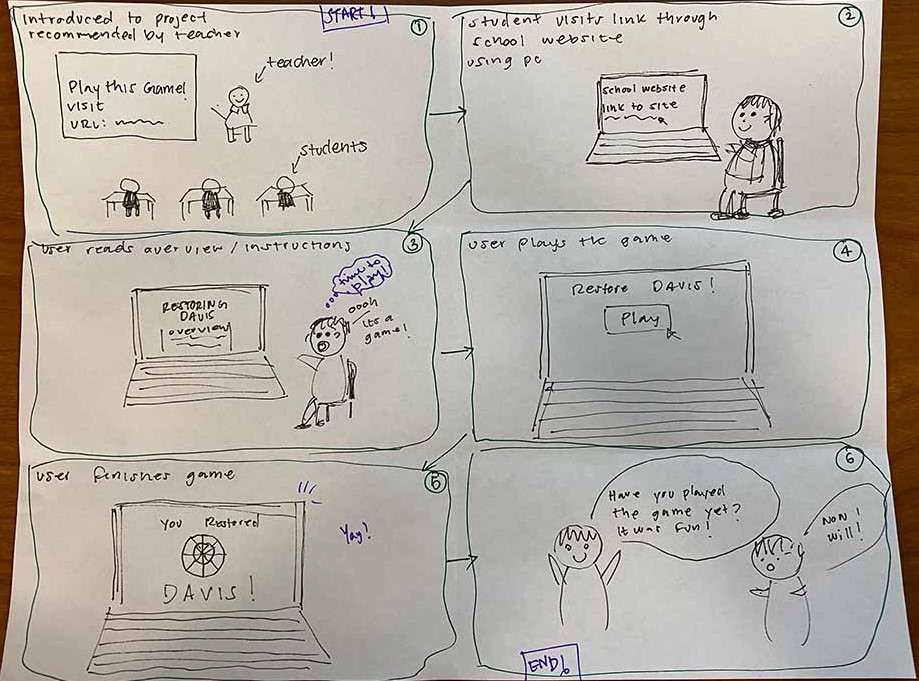 Introduced to project
recommended by teacher
START!
1
Play this Game!
visit
URL:
teacher!
students
2
student visits link through
school website
using pc
school website
link to site
3
user reads overview / instructions
RESTORING
DAVIS
overview
time to
play!
oooh
its a
game!
4
user plays the game
Restore DAVIS!
Play
5
user finishes game
You Restored
DAVIS!
Yay!
6
Have you played
the game yet?
It was fun!
now I
will!
END!